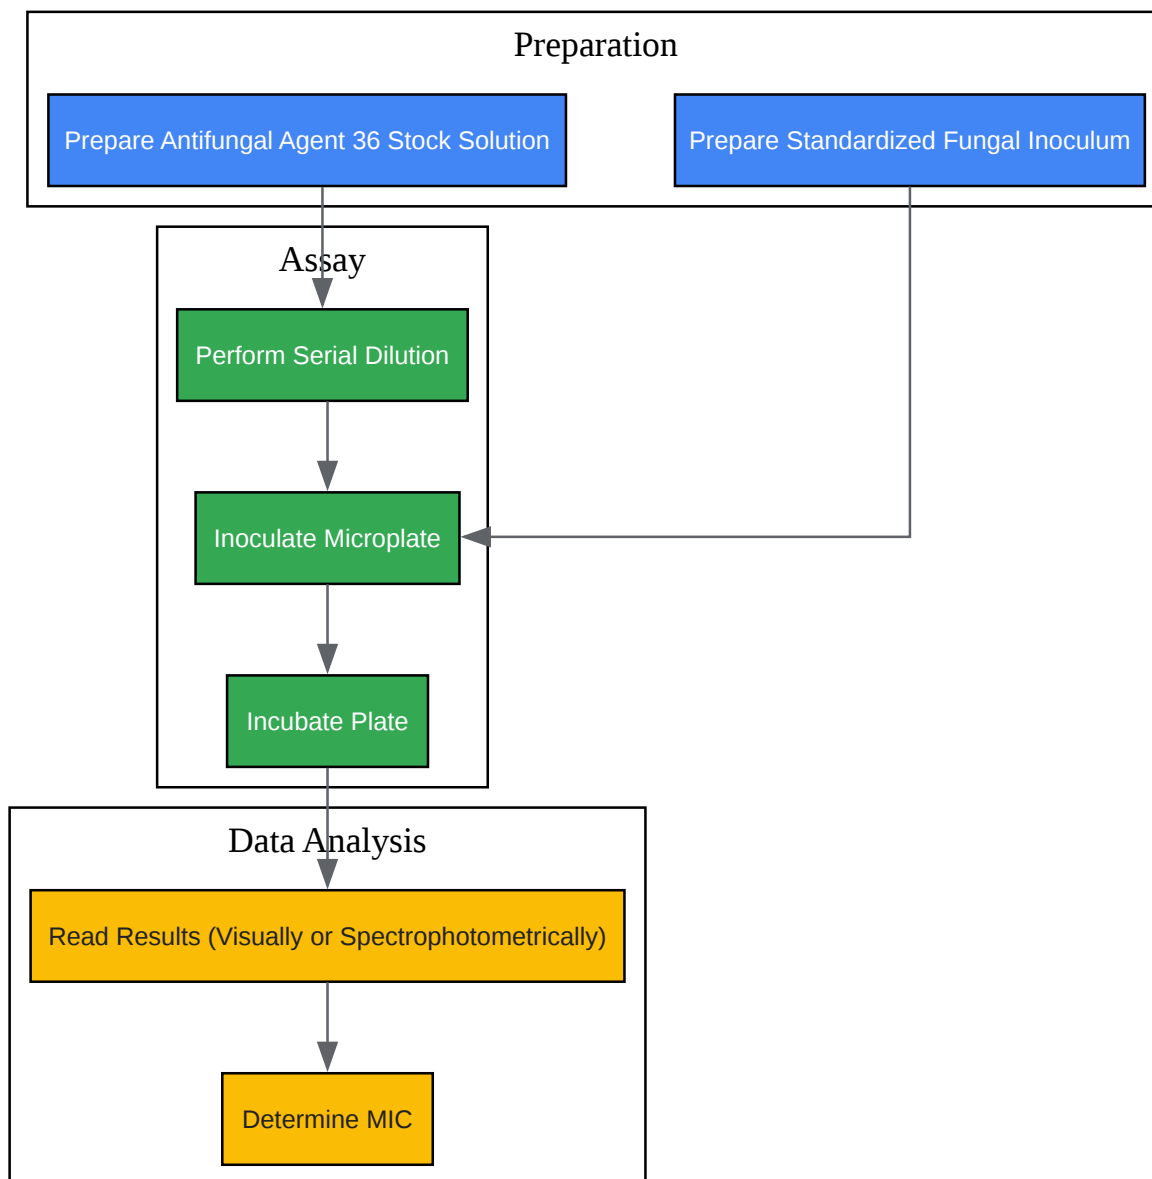 Preparation
Prepare Antifungal Agent 36 Stock Solution
Prepare Standardized Fungal Inoculum
Assay
Perform Serial Dilution
Inoculate Microplate
Incubate Plate
Data Analysis
Read Results (Visually or Spectrophotometrically)
Determine MIC